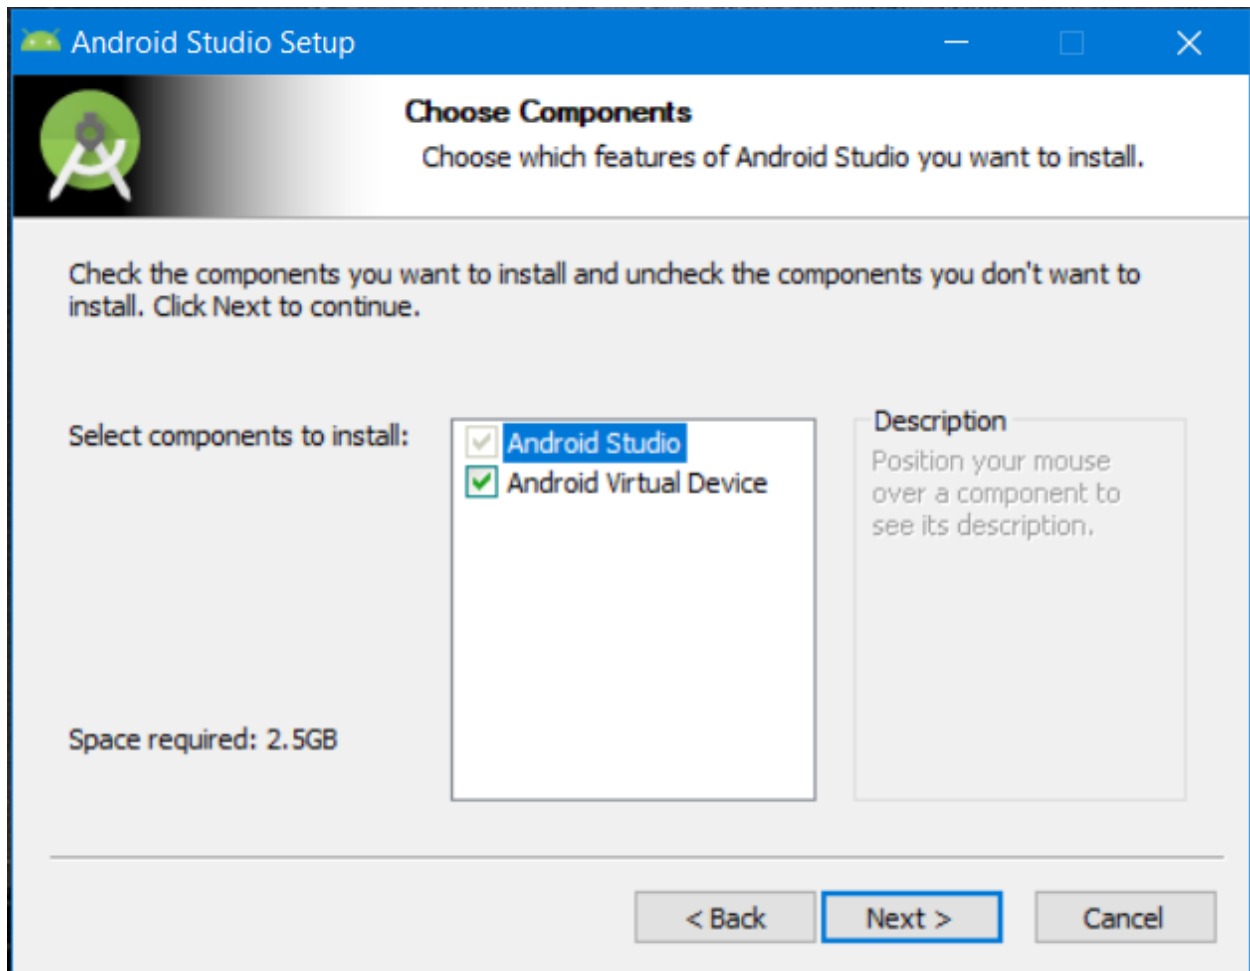 Android Studio Setup
Choose Components
Choose which features of Android Studio you want to install.
Check the components you want to install and uncheck the components you don't want to
install. Click Next to continue.
Select components to install:
Android Studio
Android Virtual Device
Description
Position your mouse
over a component to
see its description.
Space required: 2.5GB
< Back
Next >
Cancel